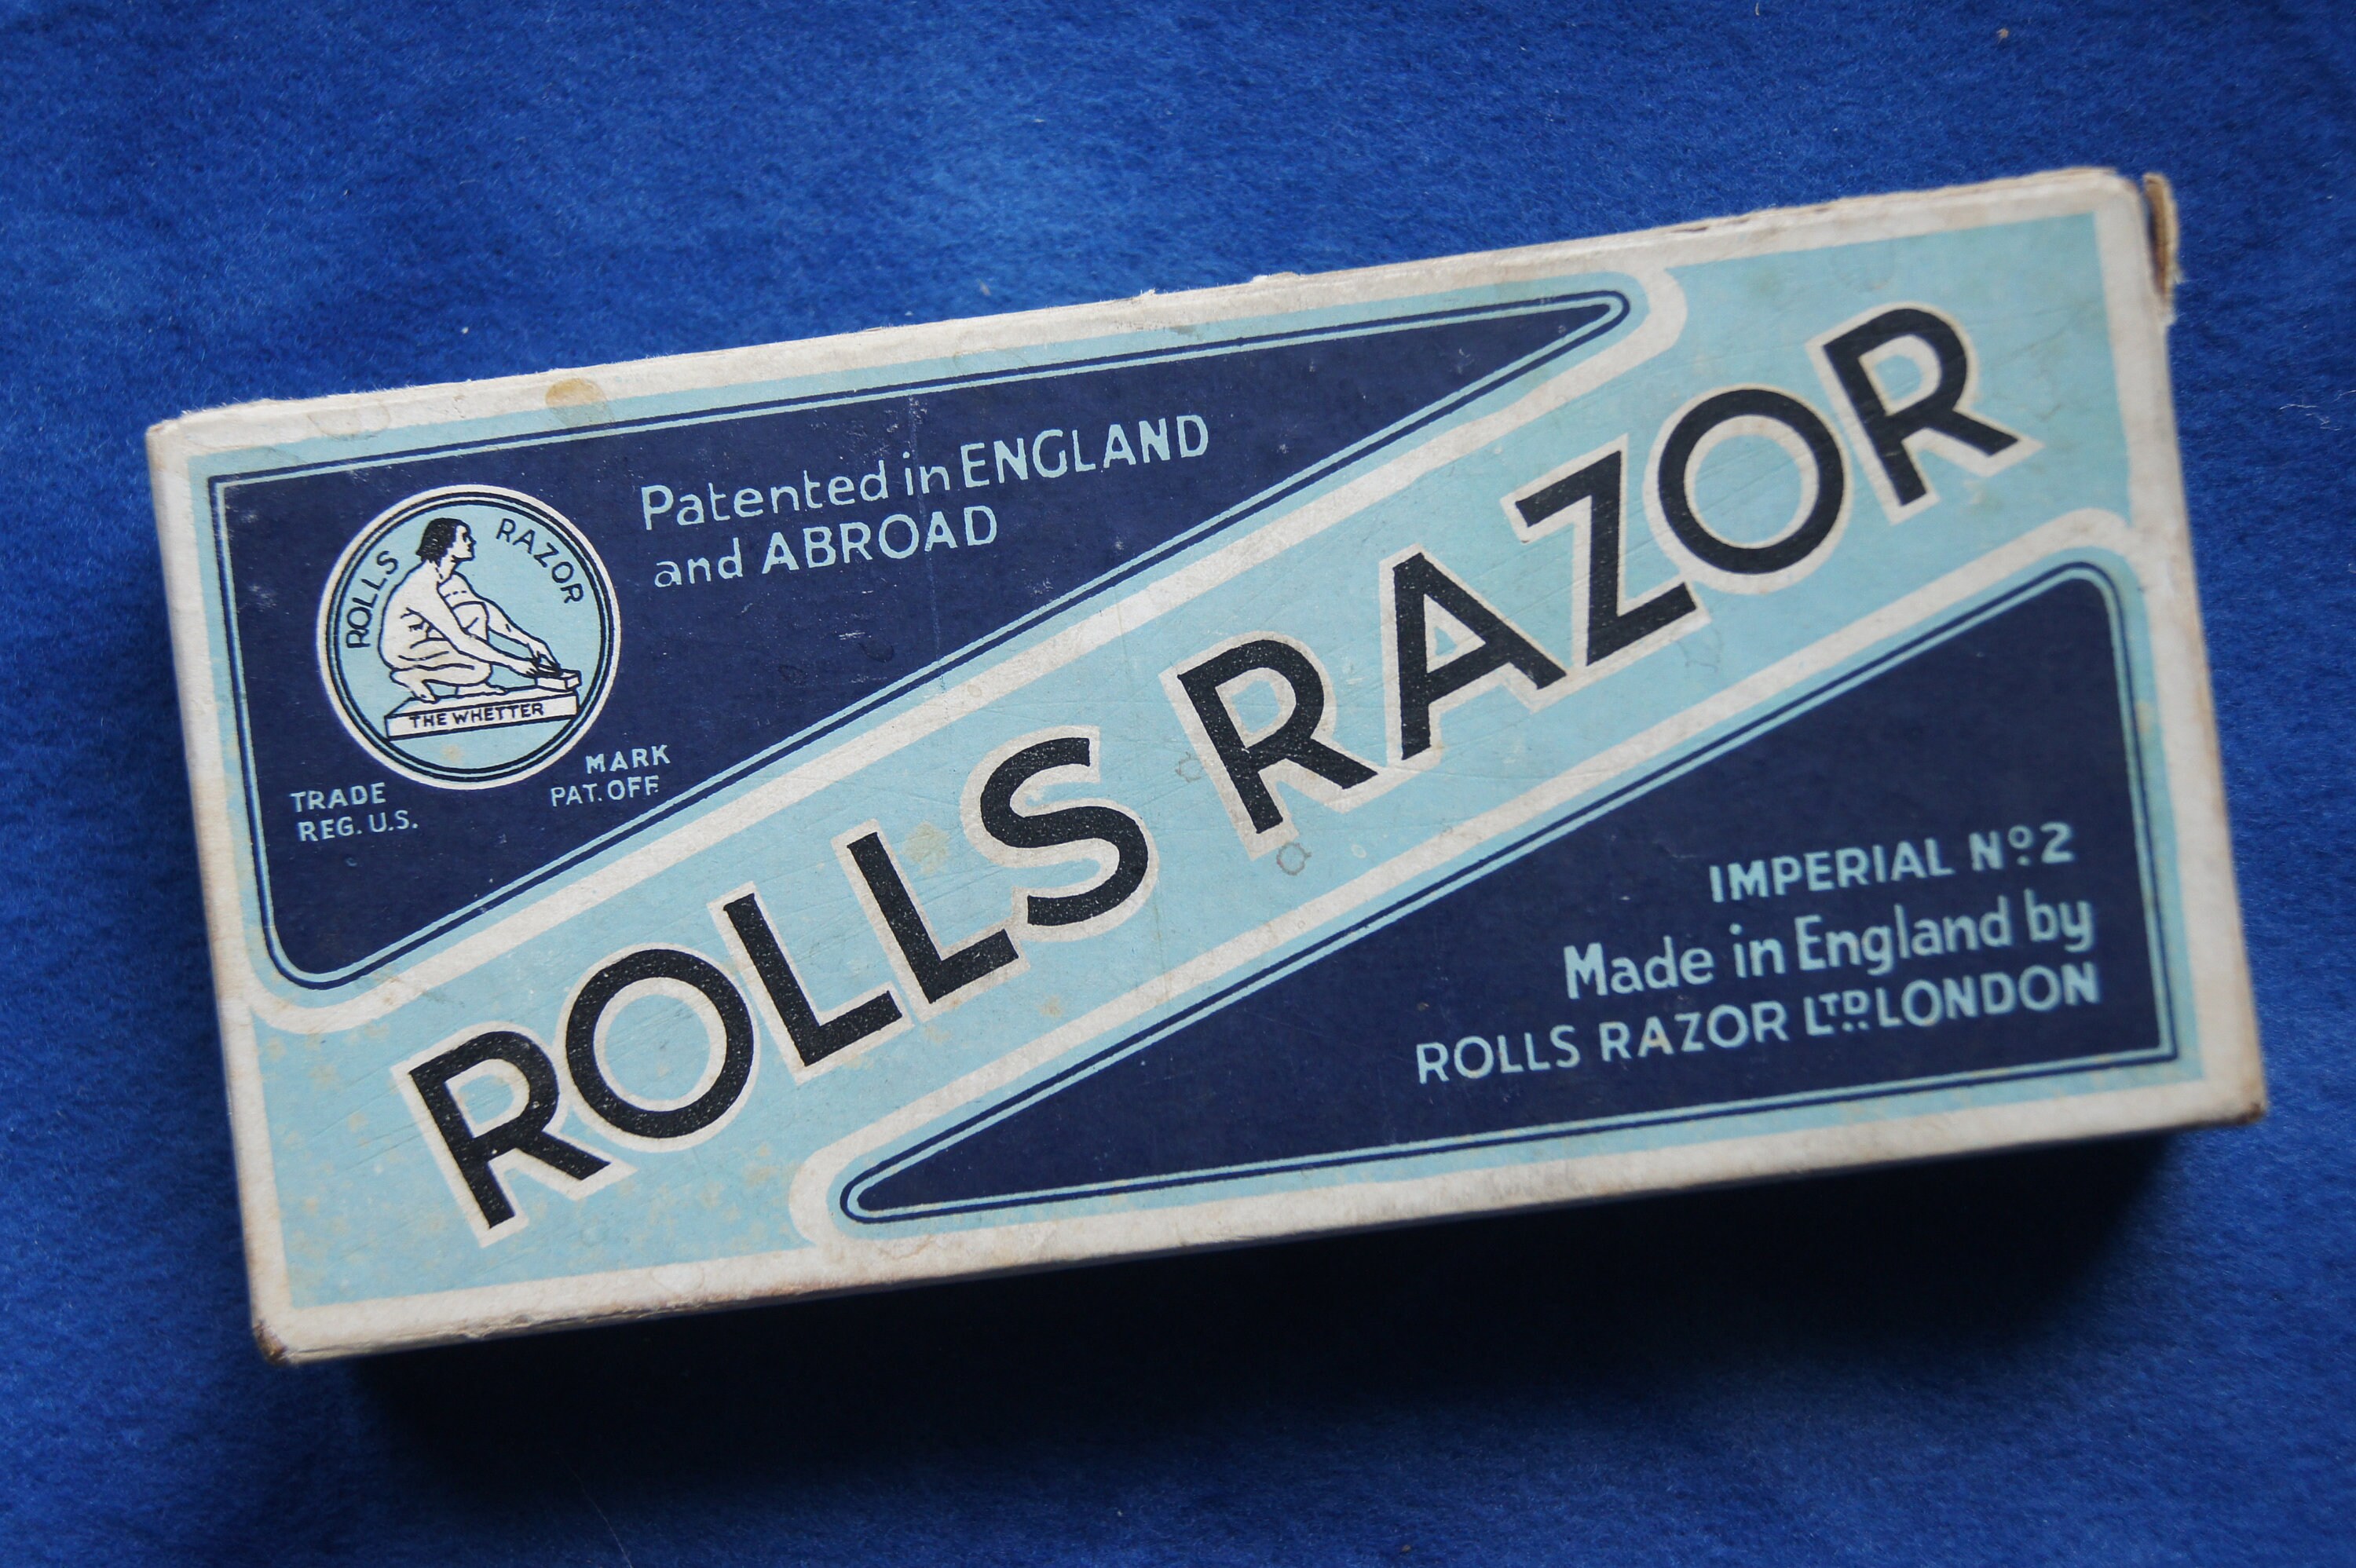 Patented in ENGLAND
and ABROAD
ROLLS RAZOR
THE WHETTER
TRADE MARK
REG. U.S. PAT. OFF.
ROLLS RAZOR
IMPERIAL Nº 2
Made in England by
ROLLS RAZOR LTD. LONDON